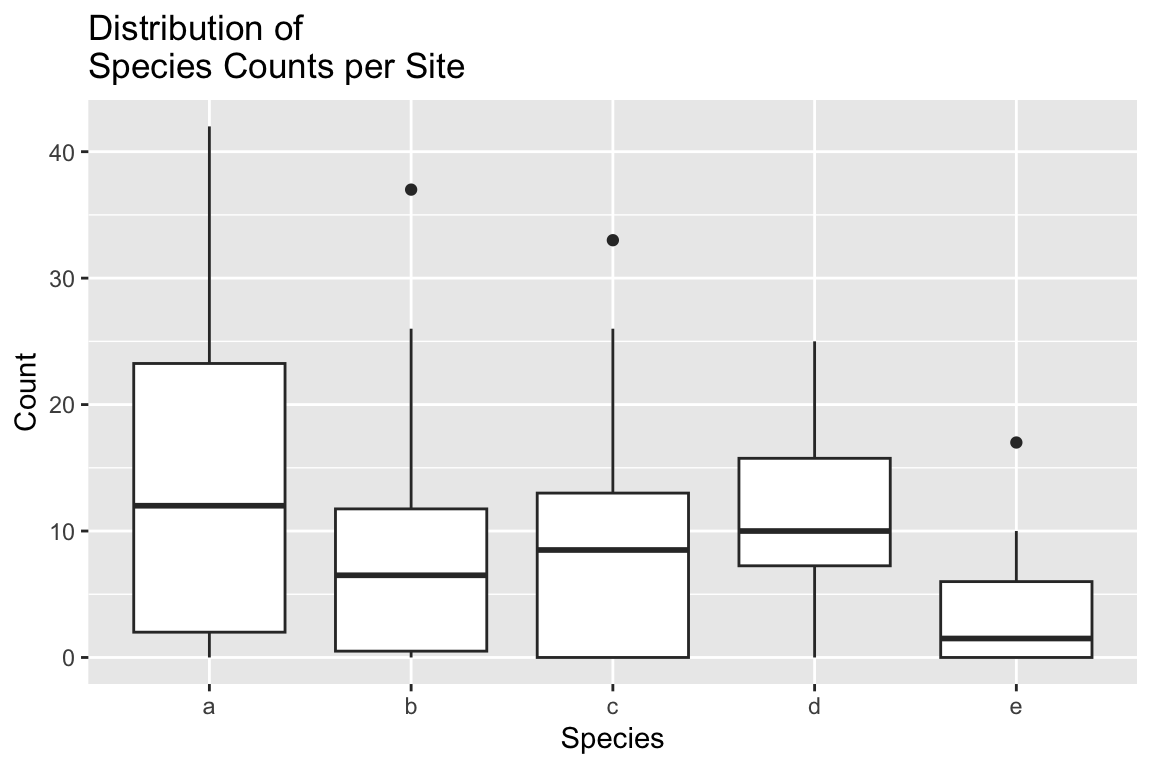 Distribution of
Species Counts per Site
Count
40
30
20
10
0
a b c d e
Species